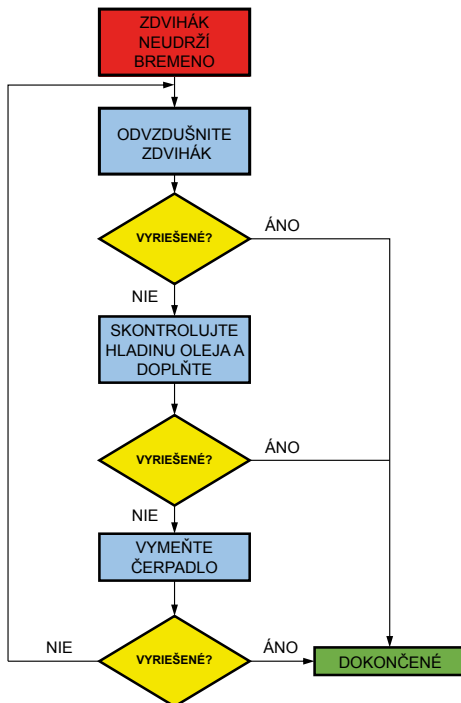 ZDVIHÁK
NEUDRŽÍ
BREMENO
ODVZDUŠNITE
ZDVIHÁK
VYRIEŠENÉ?
ÁNO
NIE
SKONTROLUJTE
HLADINU OLEJA A
DOPLŇTE
VYRIEŠENÉ?
ÁNO
NIE
VYMEŇTE
ČERPADLO
NIE
VYRIEŠENÉ?
ÁNO
DOKONČENÉ